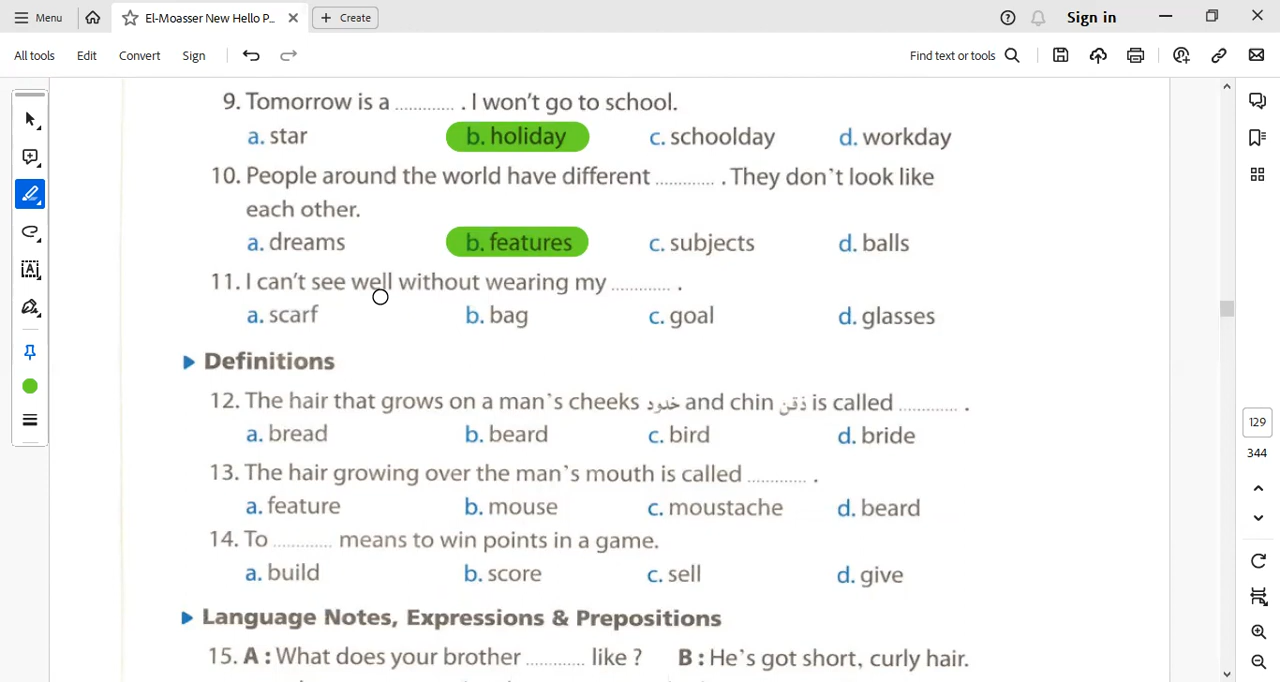 Menu
El-Moasser New Hello P...
Create
Sign in
All tools Edit Convert Sign
Find text or tools
9. Tomorrow is a ............ . I won't go to school.
a. star b. holiday c. schoolday d. workday
10. People around the world have different ............ . They don't look like
each other.
a. dreams b. features c. subjects d. balls
11. I can't see well without wearing my ............ .
a. scarf b. bag c. goal d. glasses
Definitions
12. The hair that grows on a man's cheeks خدود and chin ذقن is called ............ .
a. bread b. beard c. bird d. bride
13. The hair growing over the man's mouth is called ............ .
a. feature b. mouse c. moustache d. beard
14. To ............ means to win points in a game.
a. build b. score c. sell d. give
Language Notes, Expressions & Prepositions
15. A : What does your brother ............ like ? B : He's got short, curly hair.
129
344